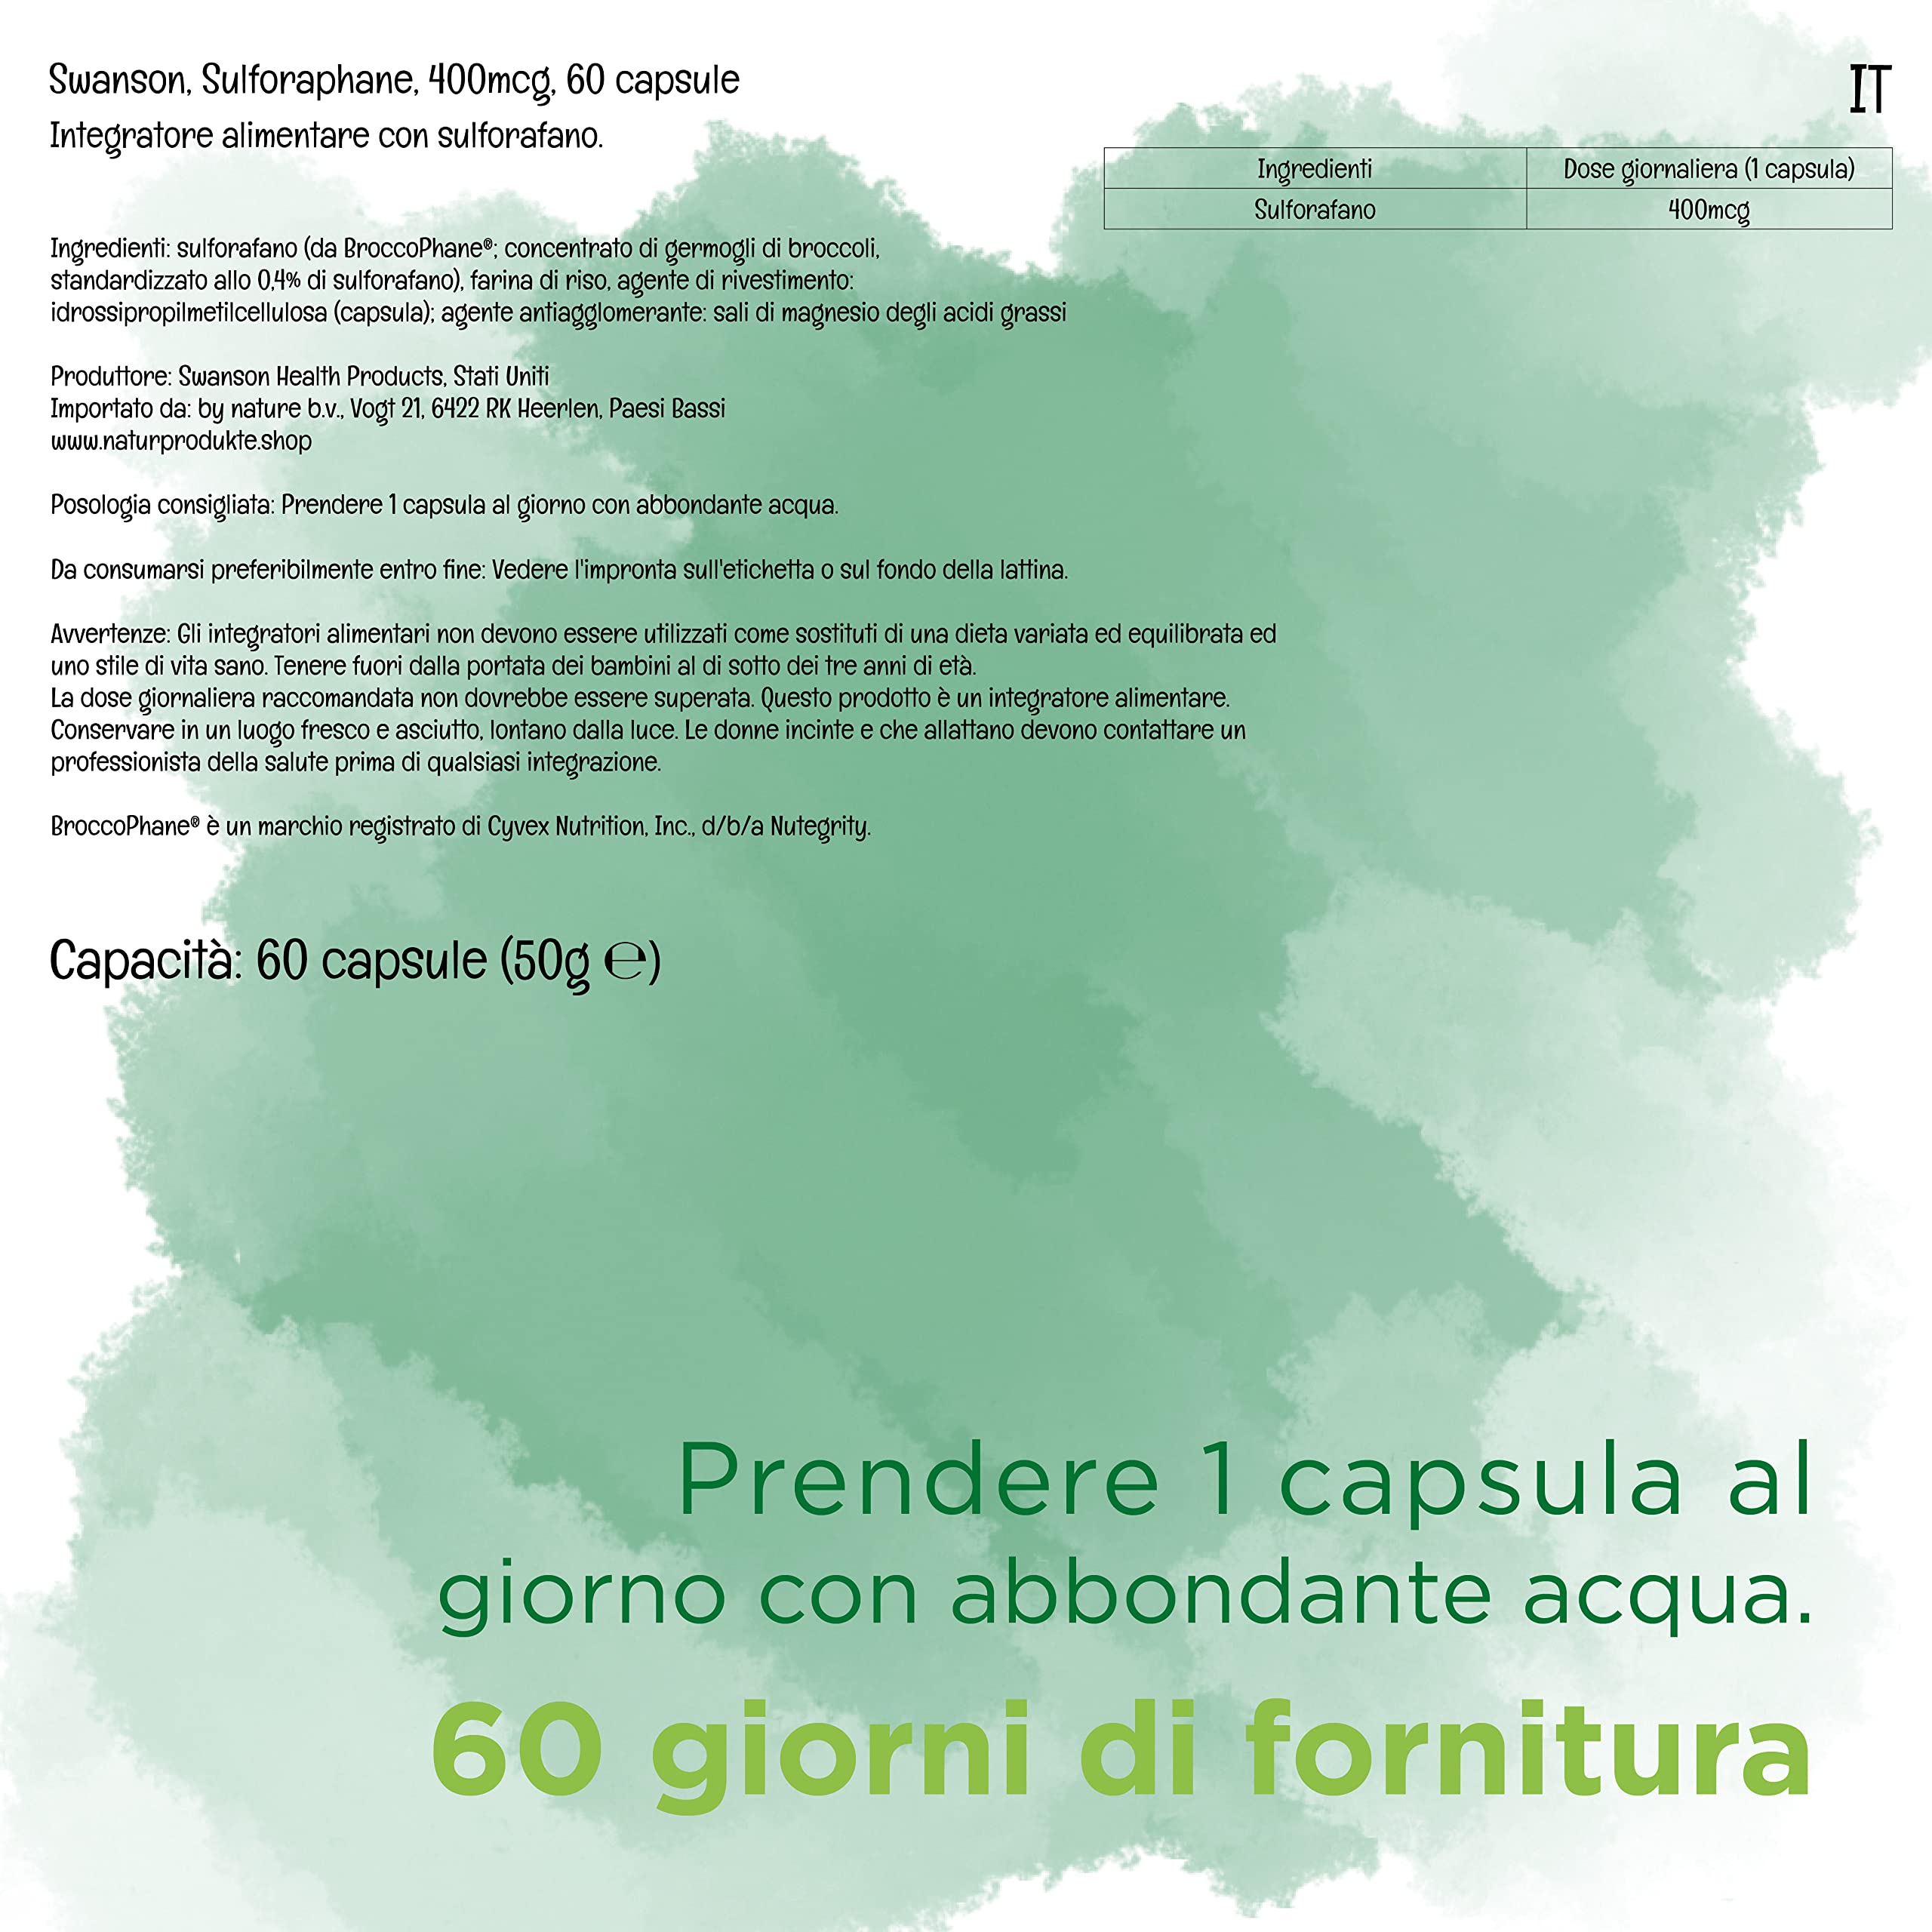 Swanson, Sulforaphane, 400mcg, 60 capsule
Integratore alimentare con sulforafano.
IT
Ingredienti Dose giornaliera (1 capsula)
Sulforafano 400mcg
Ingredienti: sulforafano (da BroccoPhane®; concentrato di germogli di broccoli,
standardizzato allo 0,4% di sulforafano), farina di riso, agente di rivestimento:
idrossipropilmetilcellulosa (capsula); agente antiagglomerante: sali di magnesio degli acidi grassi
Produttore: Swanson Health Products, Stati Uniti
Importato da: by nature b.v., Vogt 21, 6422 RK Heerlen, Paesi Bassi
www.naturprodukte.shop
Posologia consigliata: Prendere 1 capsula al giorno con abbondante acqua.
Da consumarsi preferibilmente entro fine: Vedere l'impronta sull'etichetta o sul fondo della lattina.
Avvertenze: Gli integratori alimentari non devono essere utilizzati come sostituti di una dieta variata ed equilibrata ed
uno stile di vita sano. Tenere fuori dalla portata dei bambini al di sotto dei tre anni di età.
La dose giornaliera raccomandata non dovrebbe essere superata. Questo prodotto è un integratore alimentare.
Conservare in un luogo fresco e asciutto, lontano dalla luce. Le donne incinte e che allattano devono contattare un
professionista della salute prima di qualsiasi integrazione.
BroccoPhane® è un marchio registrato di Cyvex Nutrition, Inc., d/b/a Nutegrity.
Capacità: 60 capsule (50g ℮)
Prendere 1 capsula al
giorno con abbondante acqua.
60 giorni di fornitura